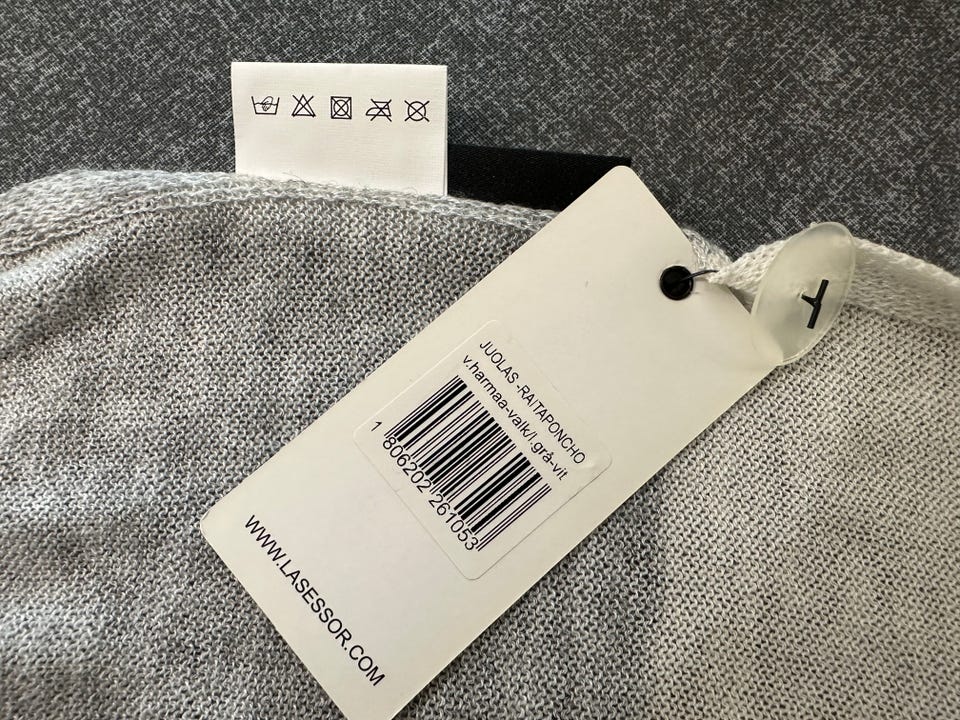 JUOLAS -RAITAPONCHO
v.harmaa-valk/l.grå-vit
1 806202 261053
WWW.LASESSOR.COM